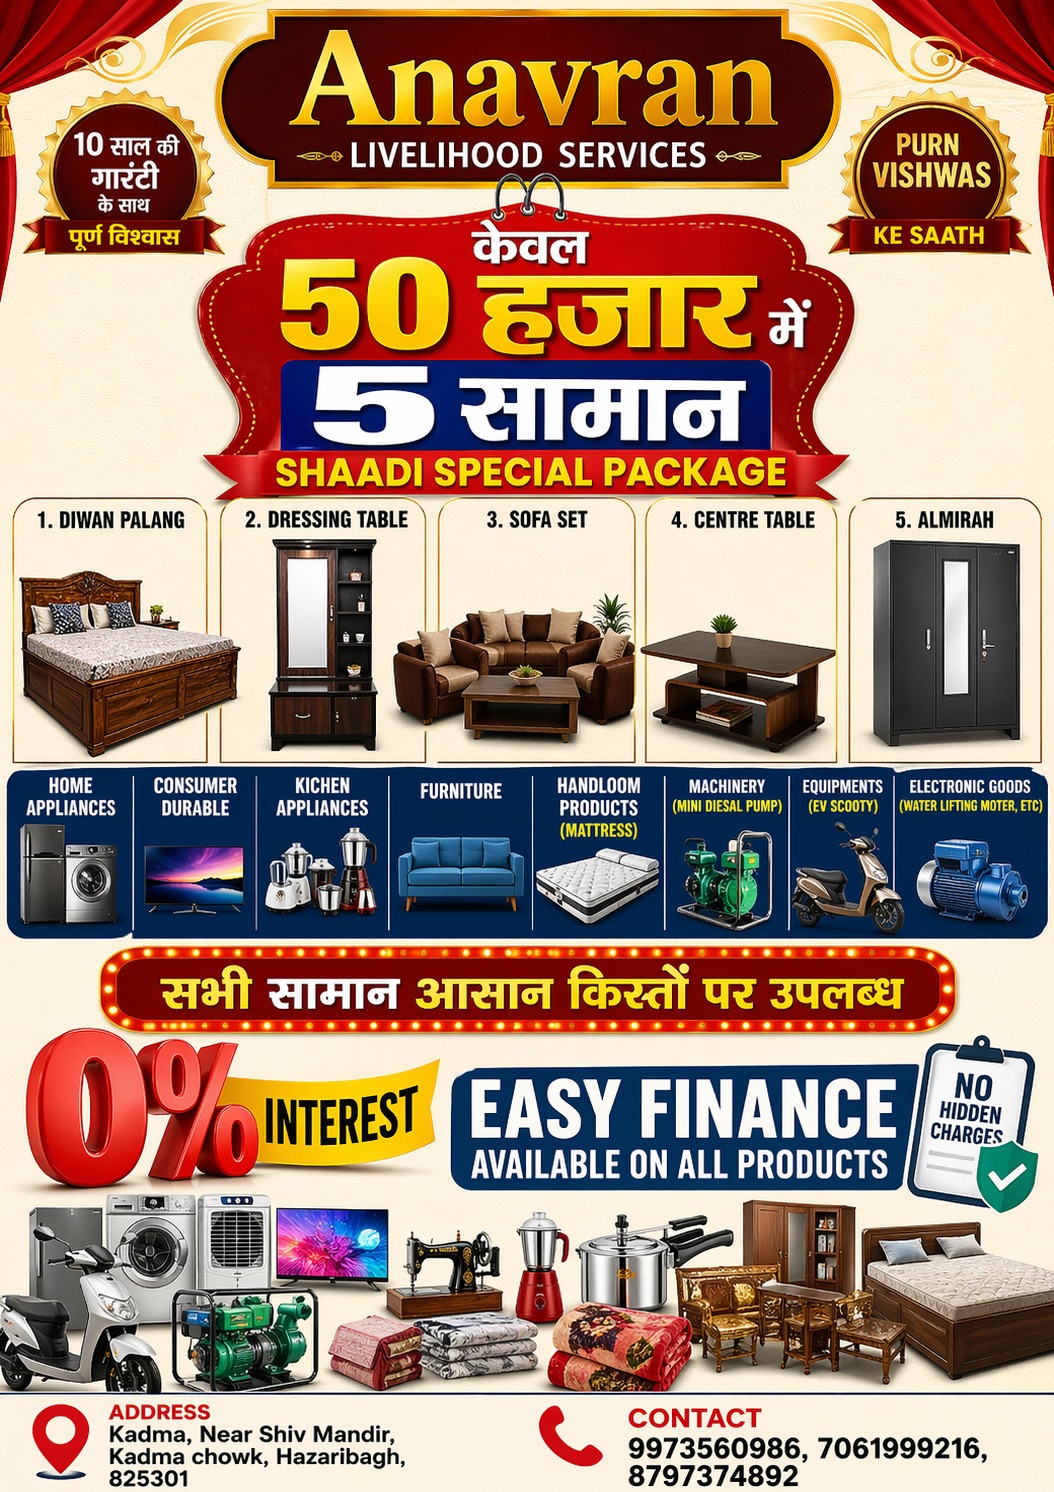 Anavran
LIVELIHOOD SERVICES
10 साल की
गारंटी
के साथ
पूर्ण विश्वास
PURN
VISHWAS
KE SAATH
केवल
50 हजार में
5 सामान
SHAADI SPECIAL PACKAGE
1. DIWAN PALANG
2. DRESSING TABLE
3. SOFA SET
4. CENTRE TABLE
5. ALMIRAH
HOME
APPLIANCES
CONSUMER
DURABLE
KICHEN
APPLIANCES
FURNITURE
HANDLOOM
PRODUCTS
(MATTRESS)
MACHINERY
(MINI DIESAL PUMP)
EQUIPMENTS
(EV SCOOTY)
ELECTRONIC GOODS
(WATER LIFTING MOTER, ETC)
सभी सामान आसान किस्तों पर उपलब्ध
0% INTEREST
EASY FINANCE
AVAILABLE ON ALL PRODUCTS
NO
HIDDEN
CHARGES
ADDRESS
Kadma, Near Shiv Mandir,
Kadma chowk, Hazaribagh,
825301
CONTACT
9973560986, 7061999216,
8797374892